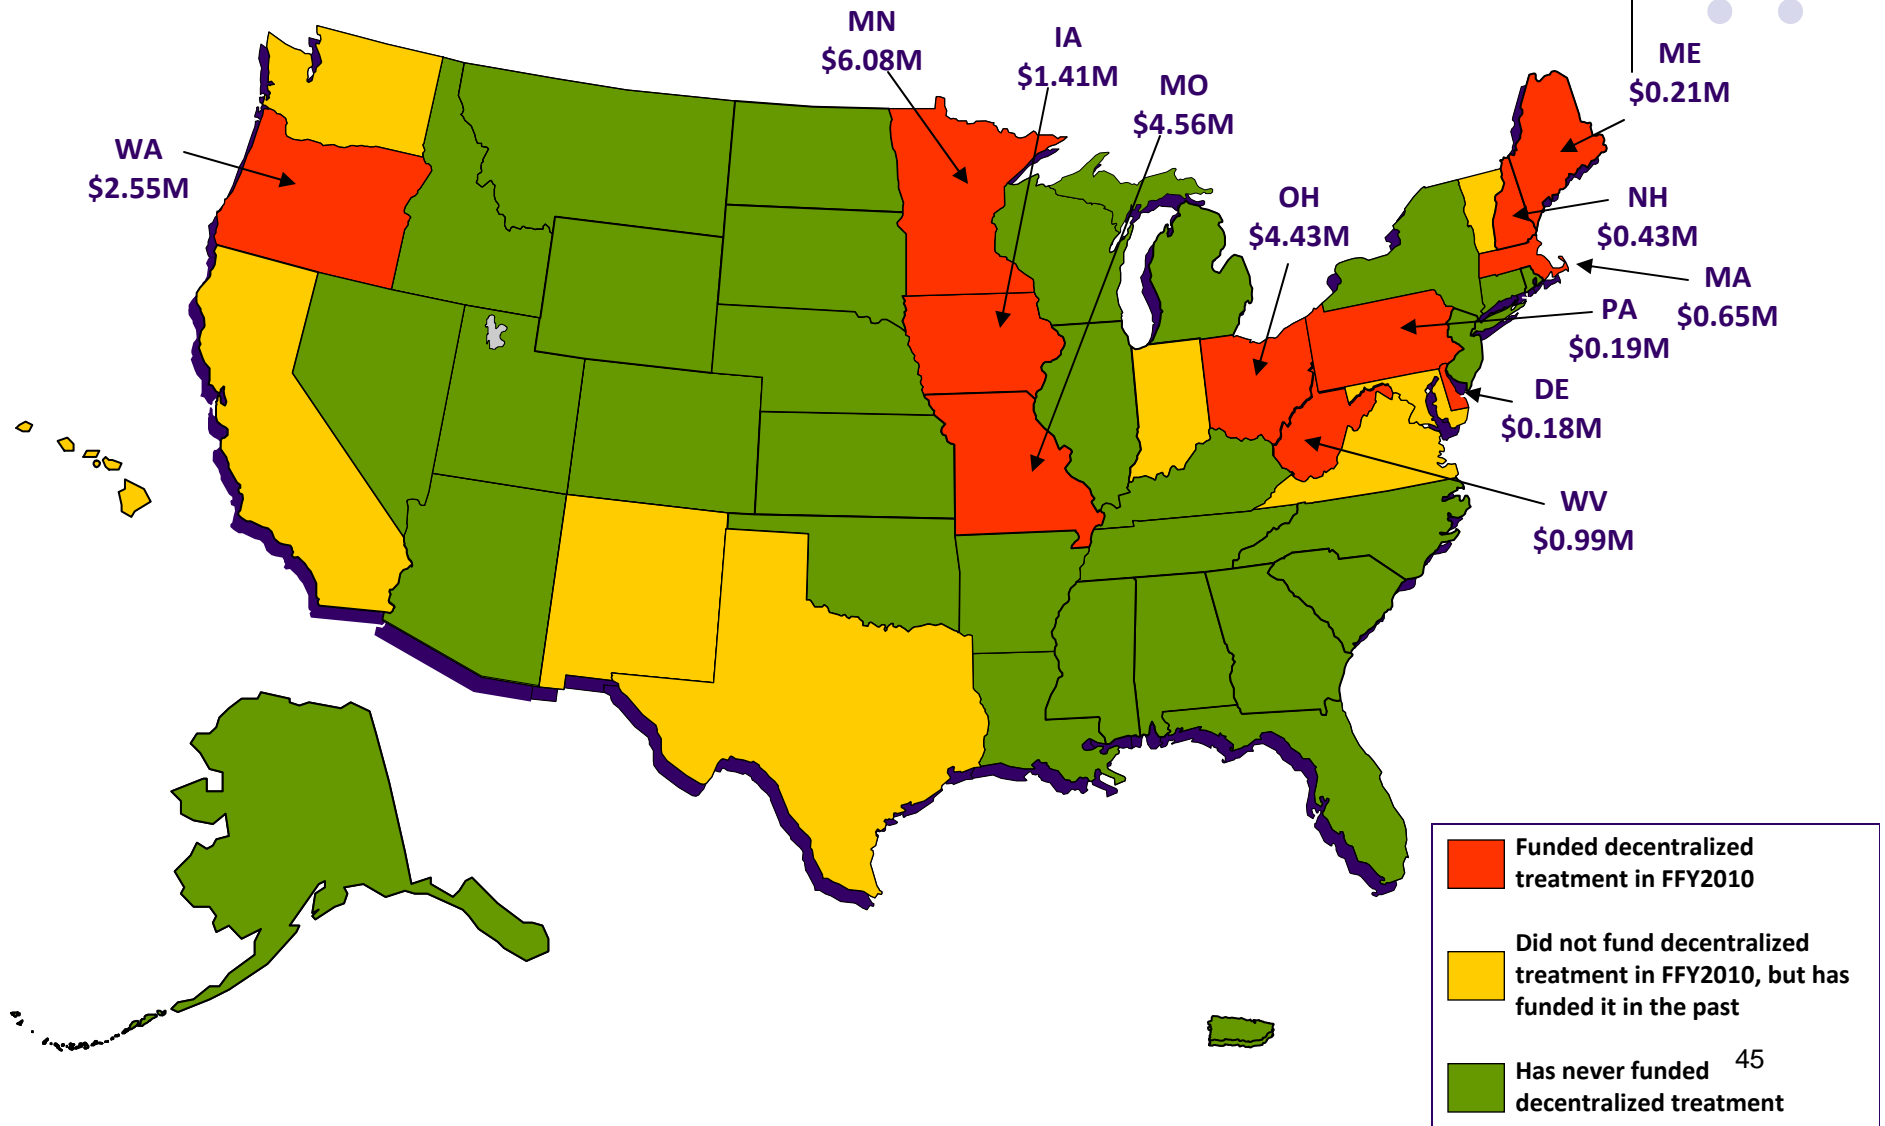 MN
$6.08M
IA
$1.41M
MO
$4.56M
ME
$0.21M
WA
$2.55M
OH
$4.43M
NH
$0.43M
MA
$0.65M
PA
$0.19M
DE
$0.18M
WV
$0.99M
Funded decentralized
treatment in FFY2010
Did not fund decentralized
treatment in FFY2010, but has
funded it in the past
45
Has never funded
decentralized treatment